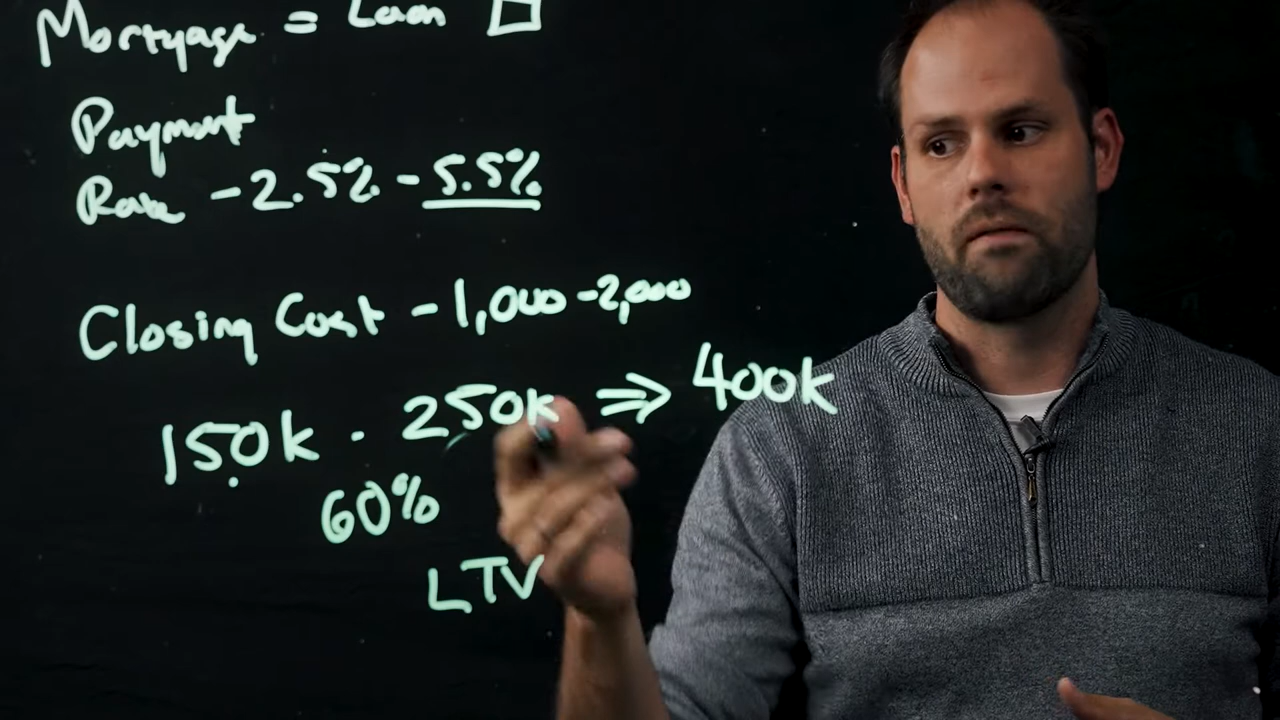 Mortgage = Loan
Payment
Rate - 2.5% - 5.5%
Closing Cost - 1,000 - 2,000
150k - 250k ⇒ 400k
60%
LTV